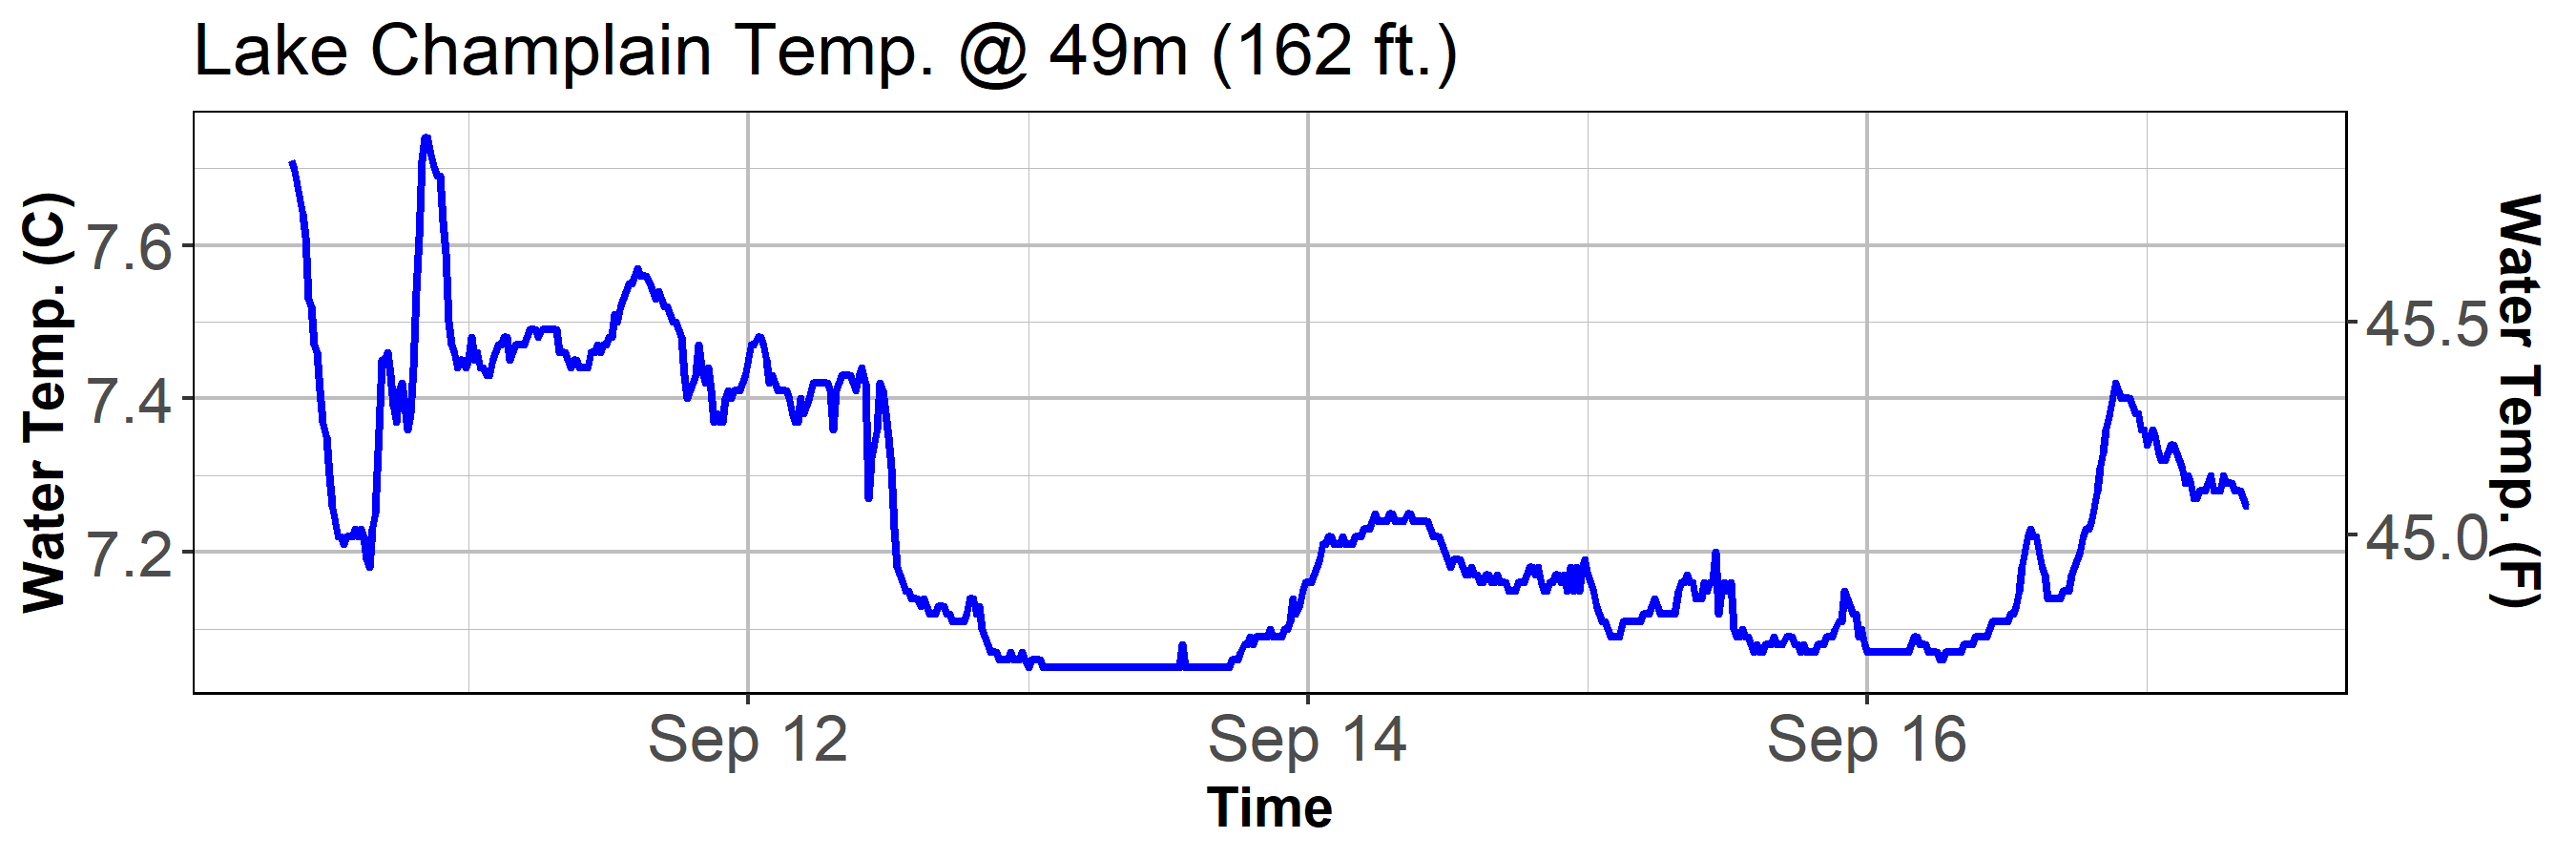 Lake Champlain Temp. @ 49m (162 ft.)
Water Temp. (C)
7.6
7.4
7.2
45.5
45.0
Water Temp. (F)
Sep 12
Sep 14
Sep 16
Time